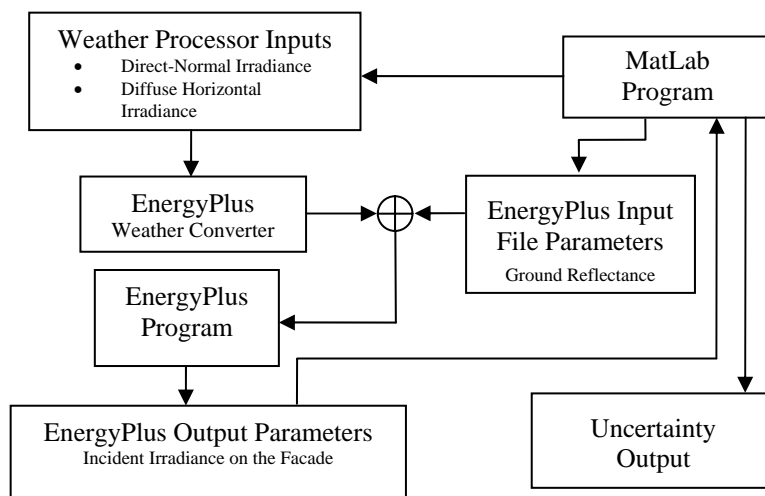 Weather Processor Inputs
• Direct-Normal Irradiance
• Diffuse Horizontal
Irradiance
MatLab
Program
EnergyPlus
Weather Converter
EnergyPlus Input
File Parameters
Ground Reflectance
EnergyPlus
Program
EnergyPlus Output Parameters
Incident Irradiance on the Facade
Uncertainty
Output